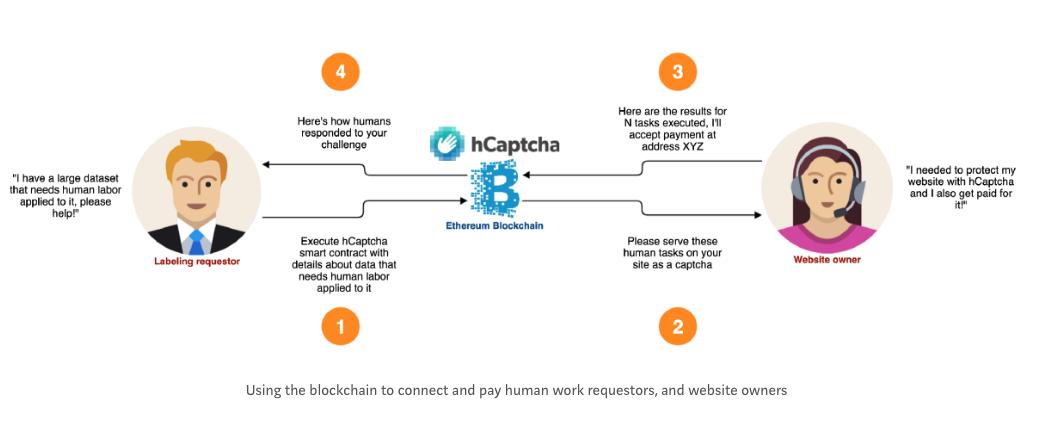 4
Here's how humans
responded to your
challenge
3
Here are the results for
N tasks executed, I'll
accept payment at
address XYZ
hCaptcha
Ethereum Blockchain
"I have a large dataset
that needs human labor
applied to it, please
help!"
Labeling requestor
"I needed to protect my
website with hCaptcha
and I also get paid for
it!"
Website owner
Execute hCaptcha
smart contract with
details about data that
needs human labor
applied to it
1
Please serve these
human tasks on your
site as a captcha
2
Using the blockchain to connect and pay human work requestors, and website owners